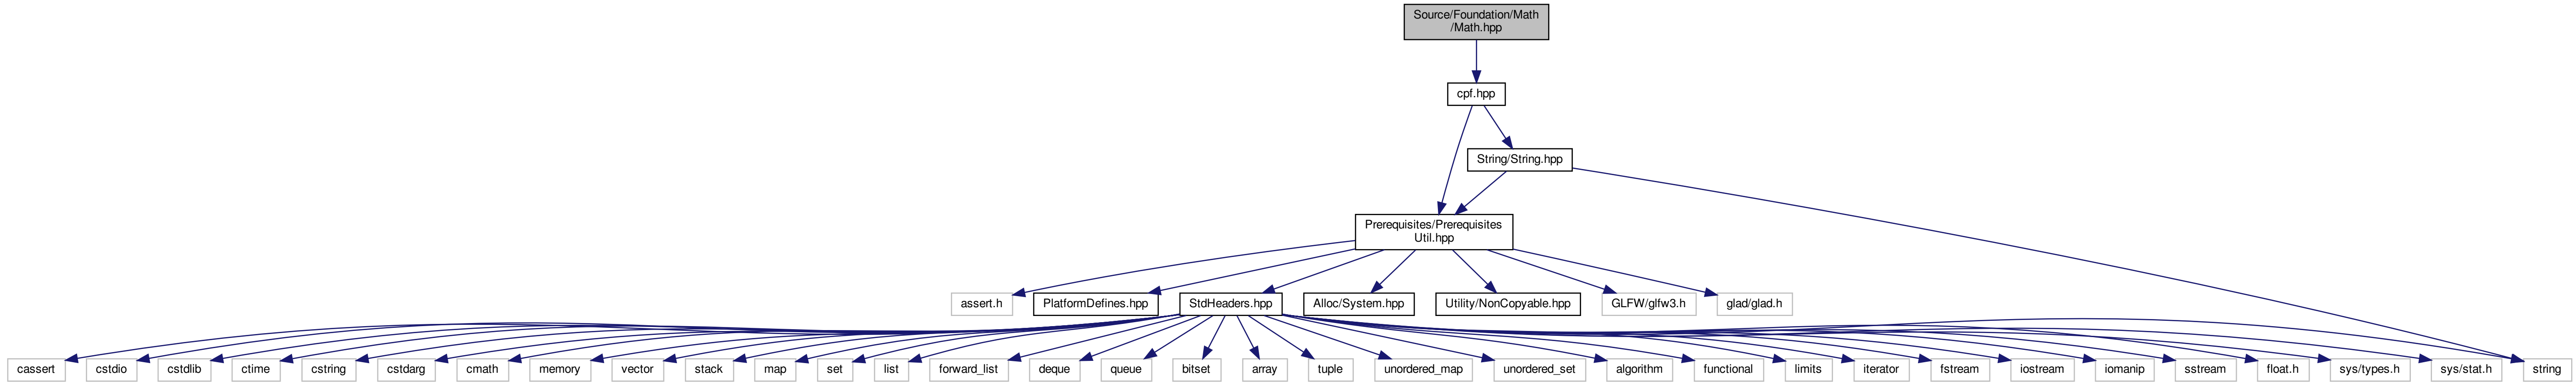 Source/Foundation/Math
/Math.hpp
cpf.hpp
String/String.hpp
Prerequisites/Prerequisites
Util.hpp
assert.h
PlatformDefines.hpp
StdHeaders.hpp
Alloc/System.hpp
Utility/NonCopyable.hpp
GLFW/glfw3.h
glad/glad.h
cassert
cstdio
cstdlib
ctime
cstring
cstdarg
cmath
memory
vector
stack
map
set
list
forward_list
deque
queue
bitset
array
tuple
unordered_map
unordered_set
algorithm
functional
limits
iterator
fstream
iostream
iomanip
sstream
float.h
sys/types.h
sys/stat.h
string